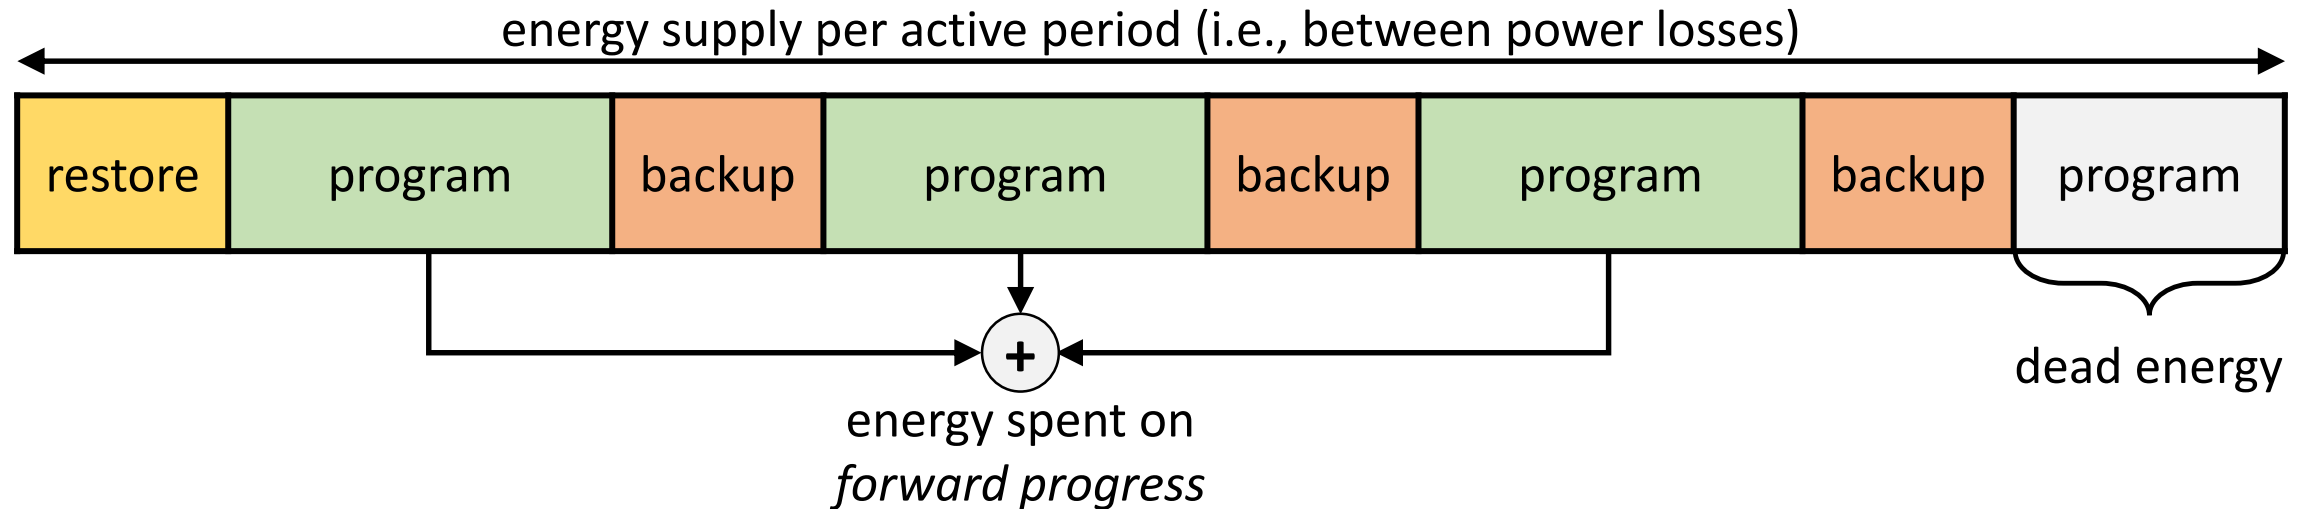 energy supply per active period (i.e., between power losses)
restore program backup program backup program backup program
+
dead energy
energy spent on
forward progress